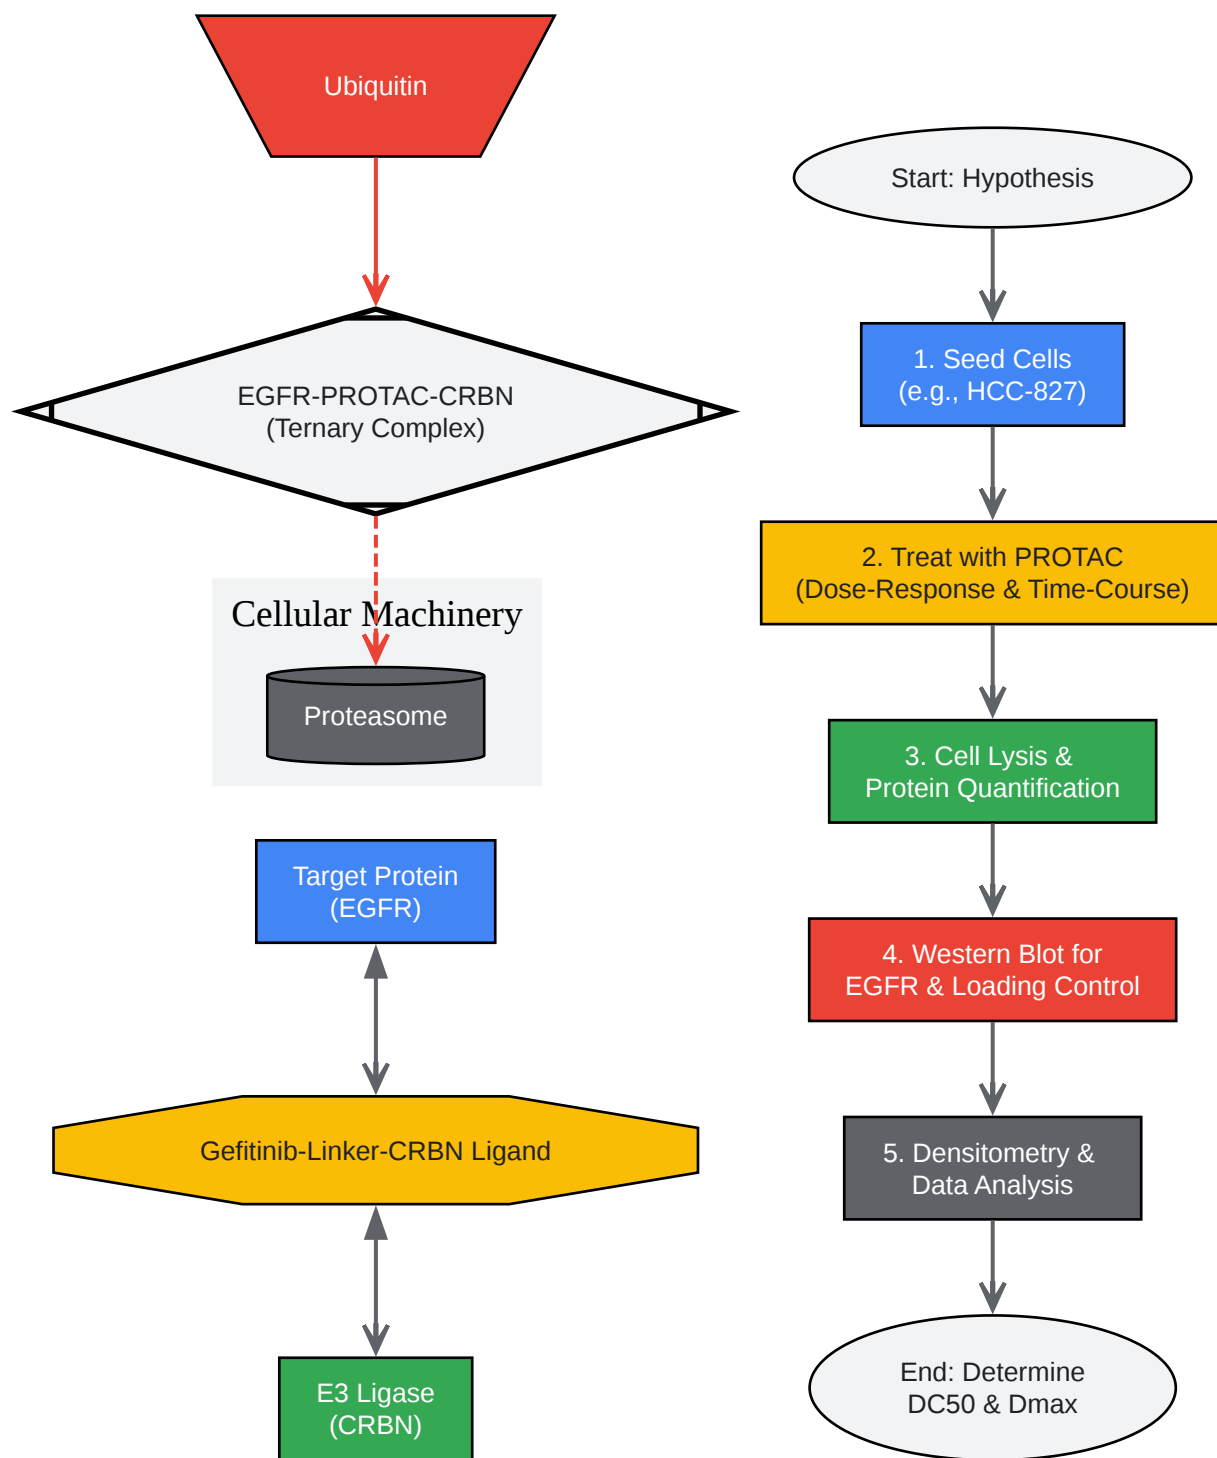 Ubiquitin
EGFR-PROTAC-CRBN
(Ternary Complex)
Cellular Machinery
Proteasome
Target Protein
(EGFR)
Gefitinib-Linker-CRBN Ligand
E3 Ligase
(CRBN)
Start: Hypothesis
1. Seed Cells
(e.g., HCC-827)
2. Treat with PROTAC
(Dose-Response & Time-Course)
3. Cell Lysis &
Protein Quantification
4. Western Blot for
EGFR & Loading Control
5. Densitometry &
Data Analysis
End: Determine
DC50 & Dmax